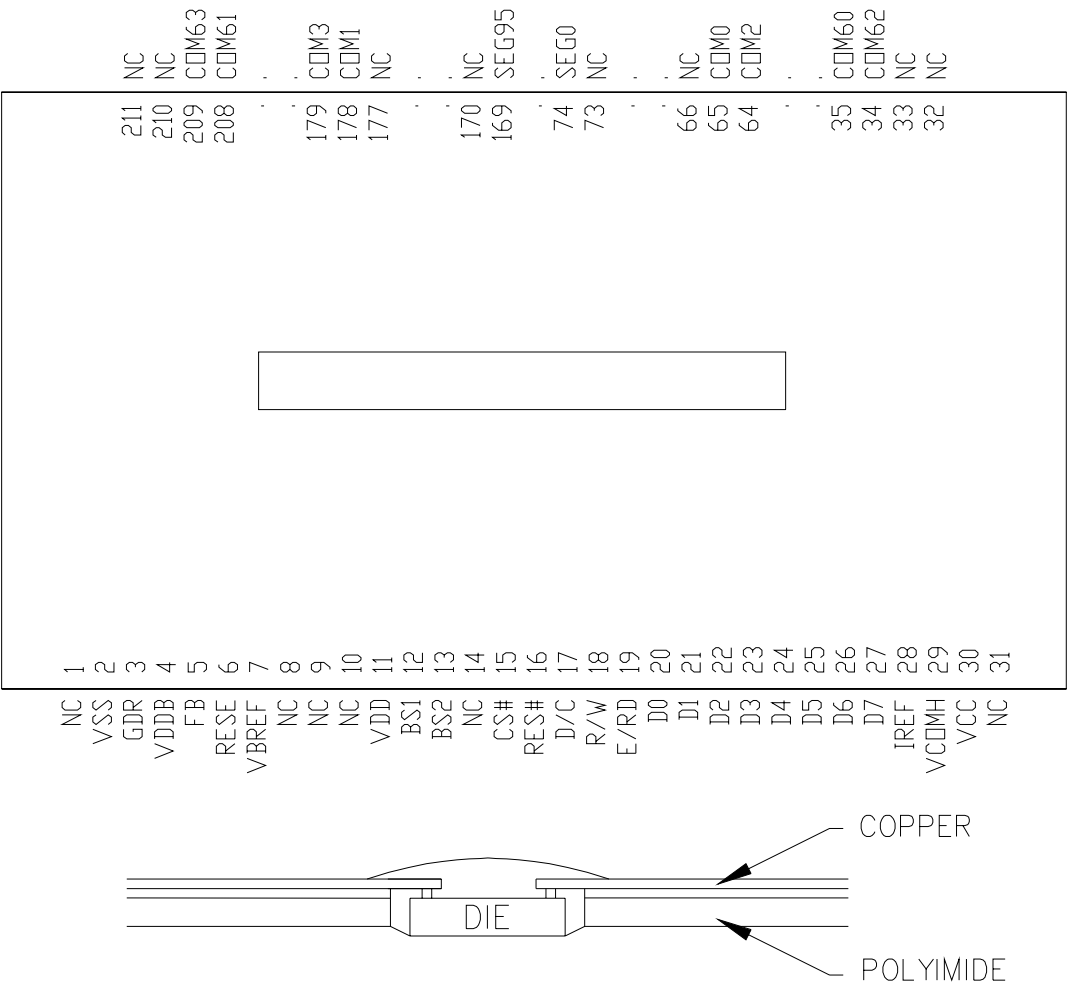 NC
NC
COM63
COM61
.
.
COM3
COM1
NC
.
.
NC
SEG95
.
SEG0
NC
.
.
NC
COM0
COM2
.
.
COM60
COM62
NC
NC
211
210
209
208
.
.
179
178
177
.
.
170
169
.
74
73
.
.
66
65
64
.
.
35
34
33
32
1
2
3
4
5
6
7
8
9
10
11
12
13
14
15
16
17
18
19
20
21
22
23
24
25
26
27
28
29
30
31
NC
VSS
GDR
VDDB
FB
RESE
VBREF
NC
NC
NC
VDD
BS1
BS2
NC
CS#
RES#
D/C
R/W
E/RD
D0
D1
D2
D3
D4
D5
D6
D7
IREF
VCOMH
VCC
NC
COPPER
DIE
POLYIMIDE